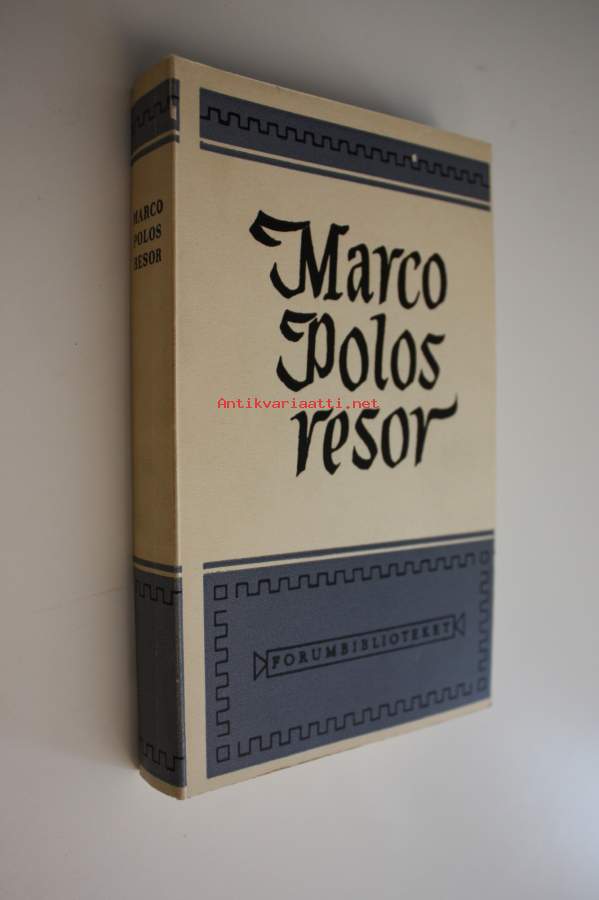 MARCO
POLOS
RESOR
Marco
Polos
Antikvariaatti.net
resor
FORUMBIBLIOTEKET